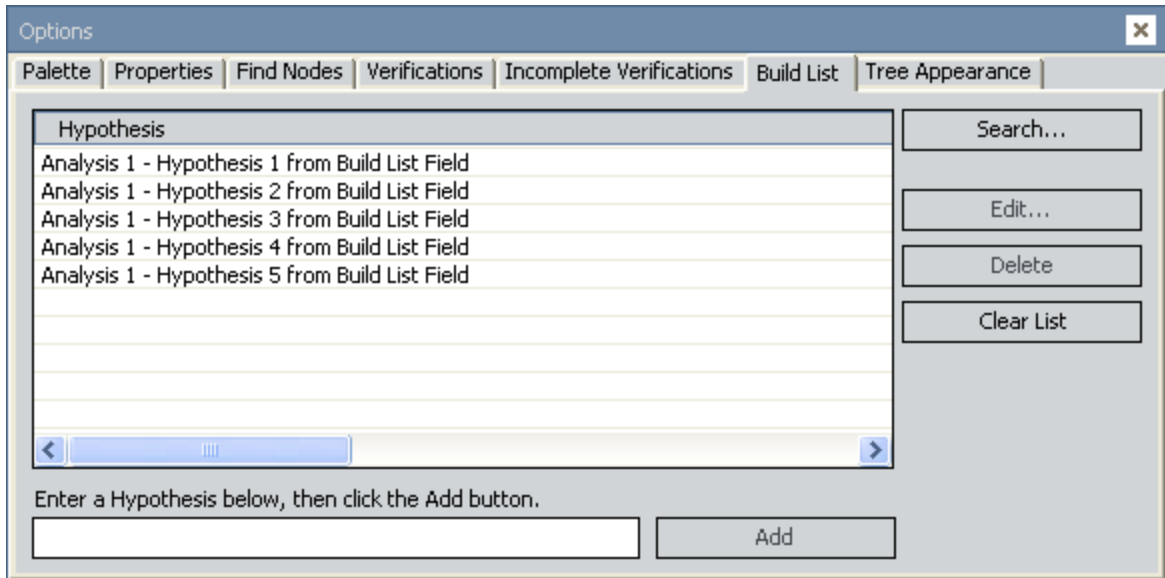 Options
Palette Properties Find Nodes Verifications Incomplete Verifications Build List Tree Appearance
Hypothesis
Analysis 1 - Hypothesis 1 from Build List Field
Analysis 1 - Hypothesis 2 from Build List Field
Analysis 1 - Hypothesis 3 from Build List Field
Analysis 1 - Hypothesis 4 from Build List Field
Analysis 1 - Hypothesis 5 from Build List Field
Search...
Edit...
Delete
Clear List
Enter a Hypothesis below, then click the Add button.
Add